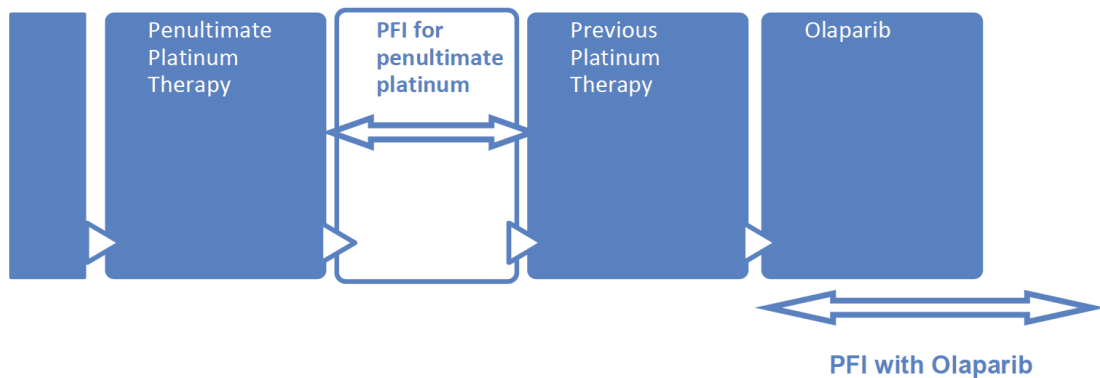 Penultimate
Platinum
Therapy
PFI for
penultimate
platinum
Previous
Platinum
Therapy
Olaparib
PFI with Olaparib